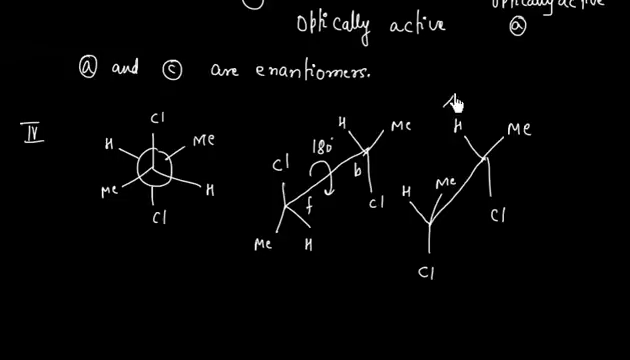 optically active
optically active
ⓐ
ⓐ and ⓒ are enantiomers.
IV
Cl
H
Me
Me
H
Cl
H
Me
Cl
180°
b
Cl
f
Me
H
H
Me
H
Me
Cl
Cl